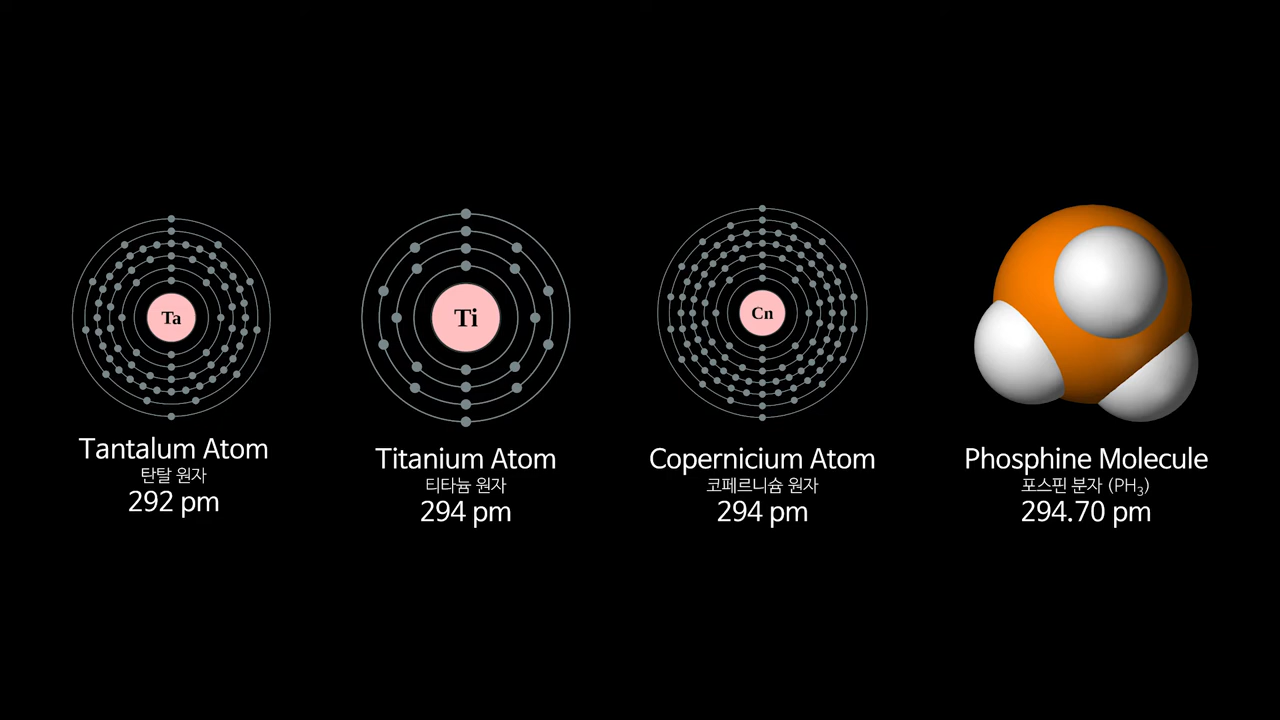 Ta
Tantalum Atom
탄탈 원자
292 pm
Ti
Titanium Atom
티타늄 원자
294 pm
Cn
Copernicium Atom
코페르니슘 원자
294 pm
Phosphine Molecule
포스핀 분자 (PH₃)
294.70 pm